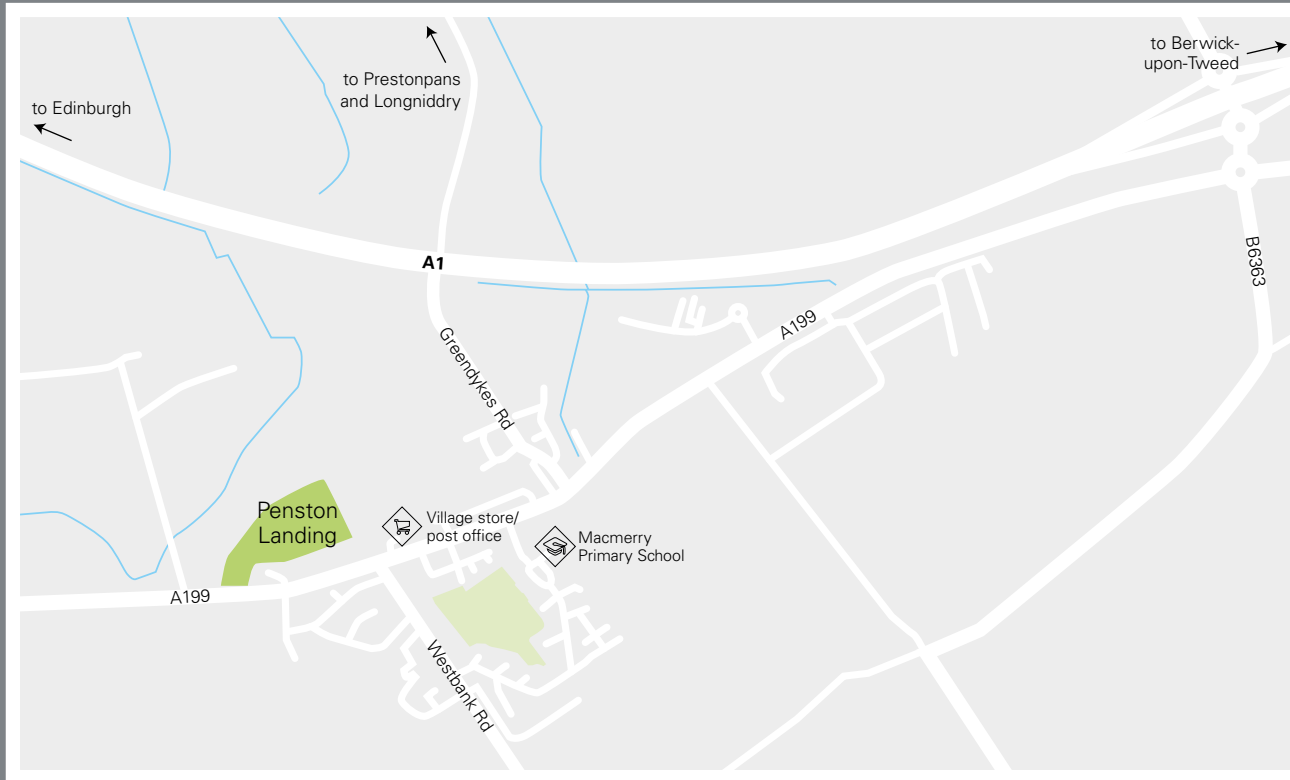 to Berwick-
upon-Tweed
to Prestonpans
and Longniddry
to Edinburgh
A1
B6363
A199
Greendykes Rd
Penston
Landing
Village store/
post office
Macmerry
Primary School
A199
Westbank Rd